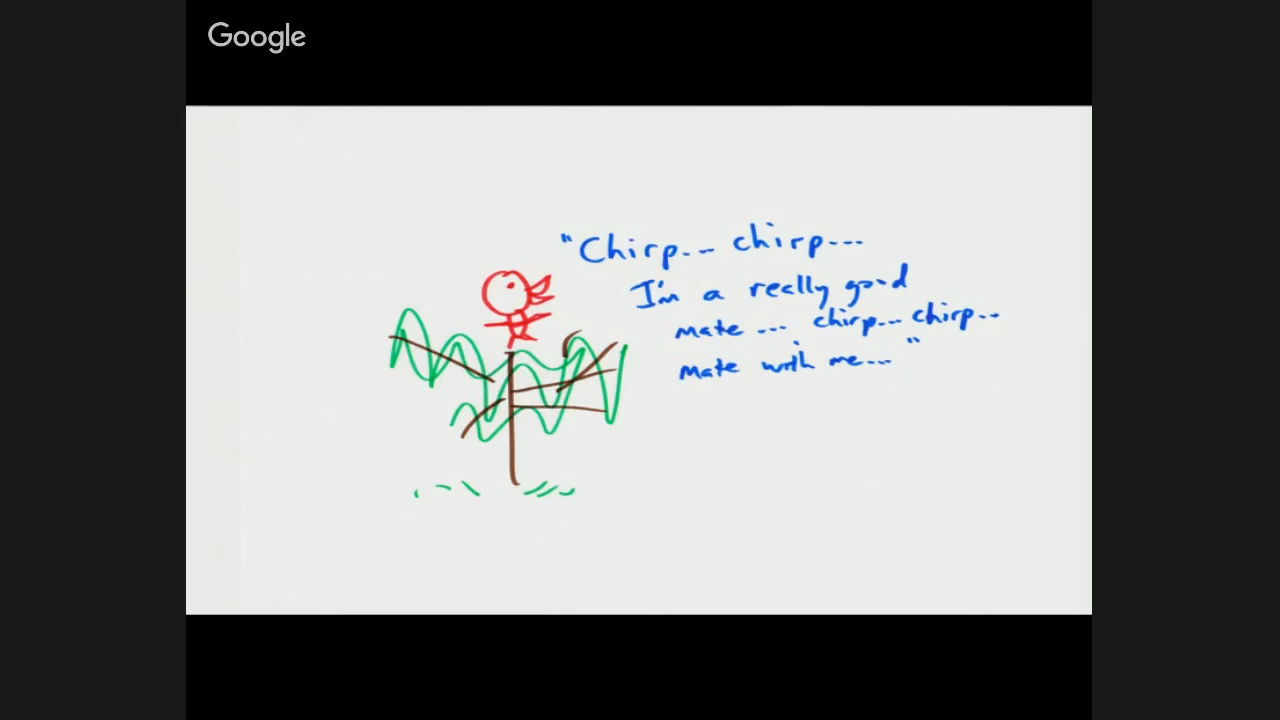 Google
"Chirp... chirp...
I'm a really good
mate ... chirp... chirp...
mate with me..."